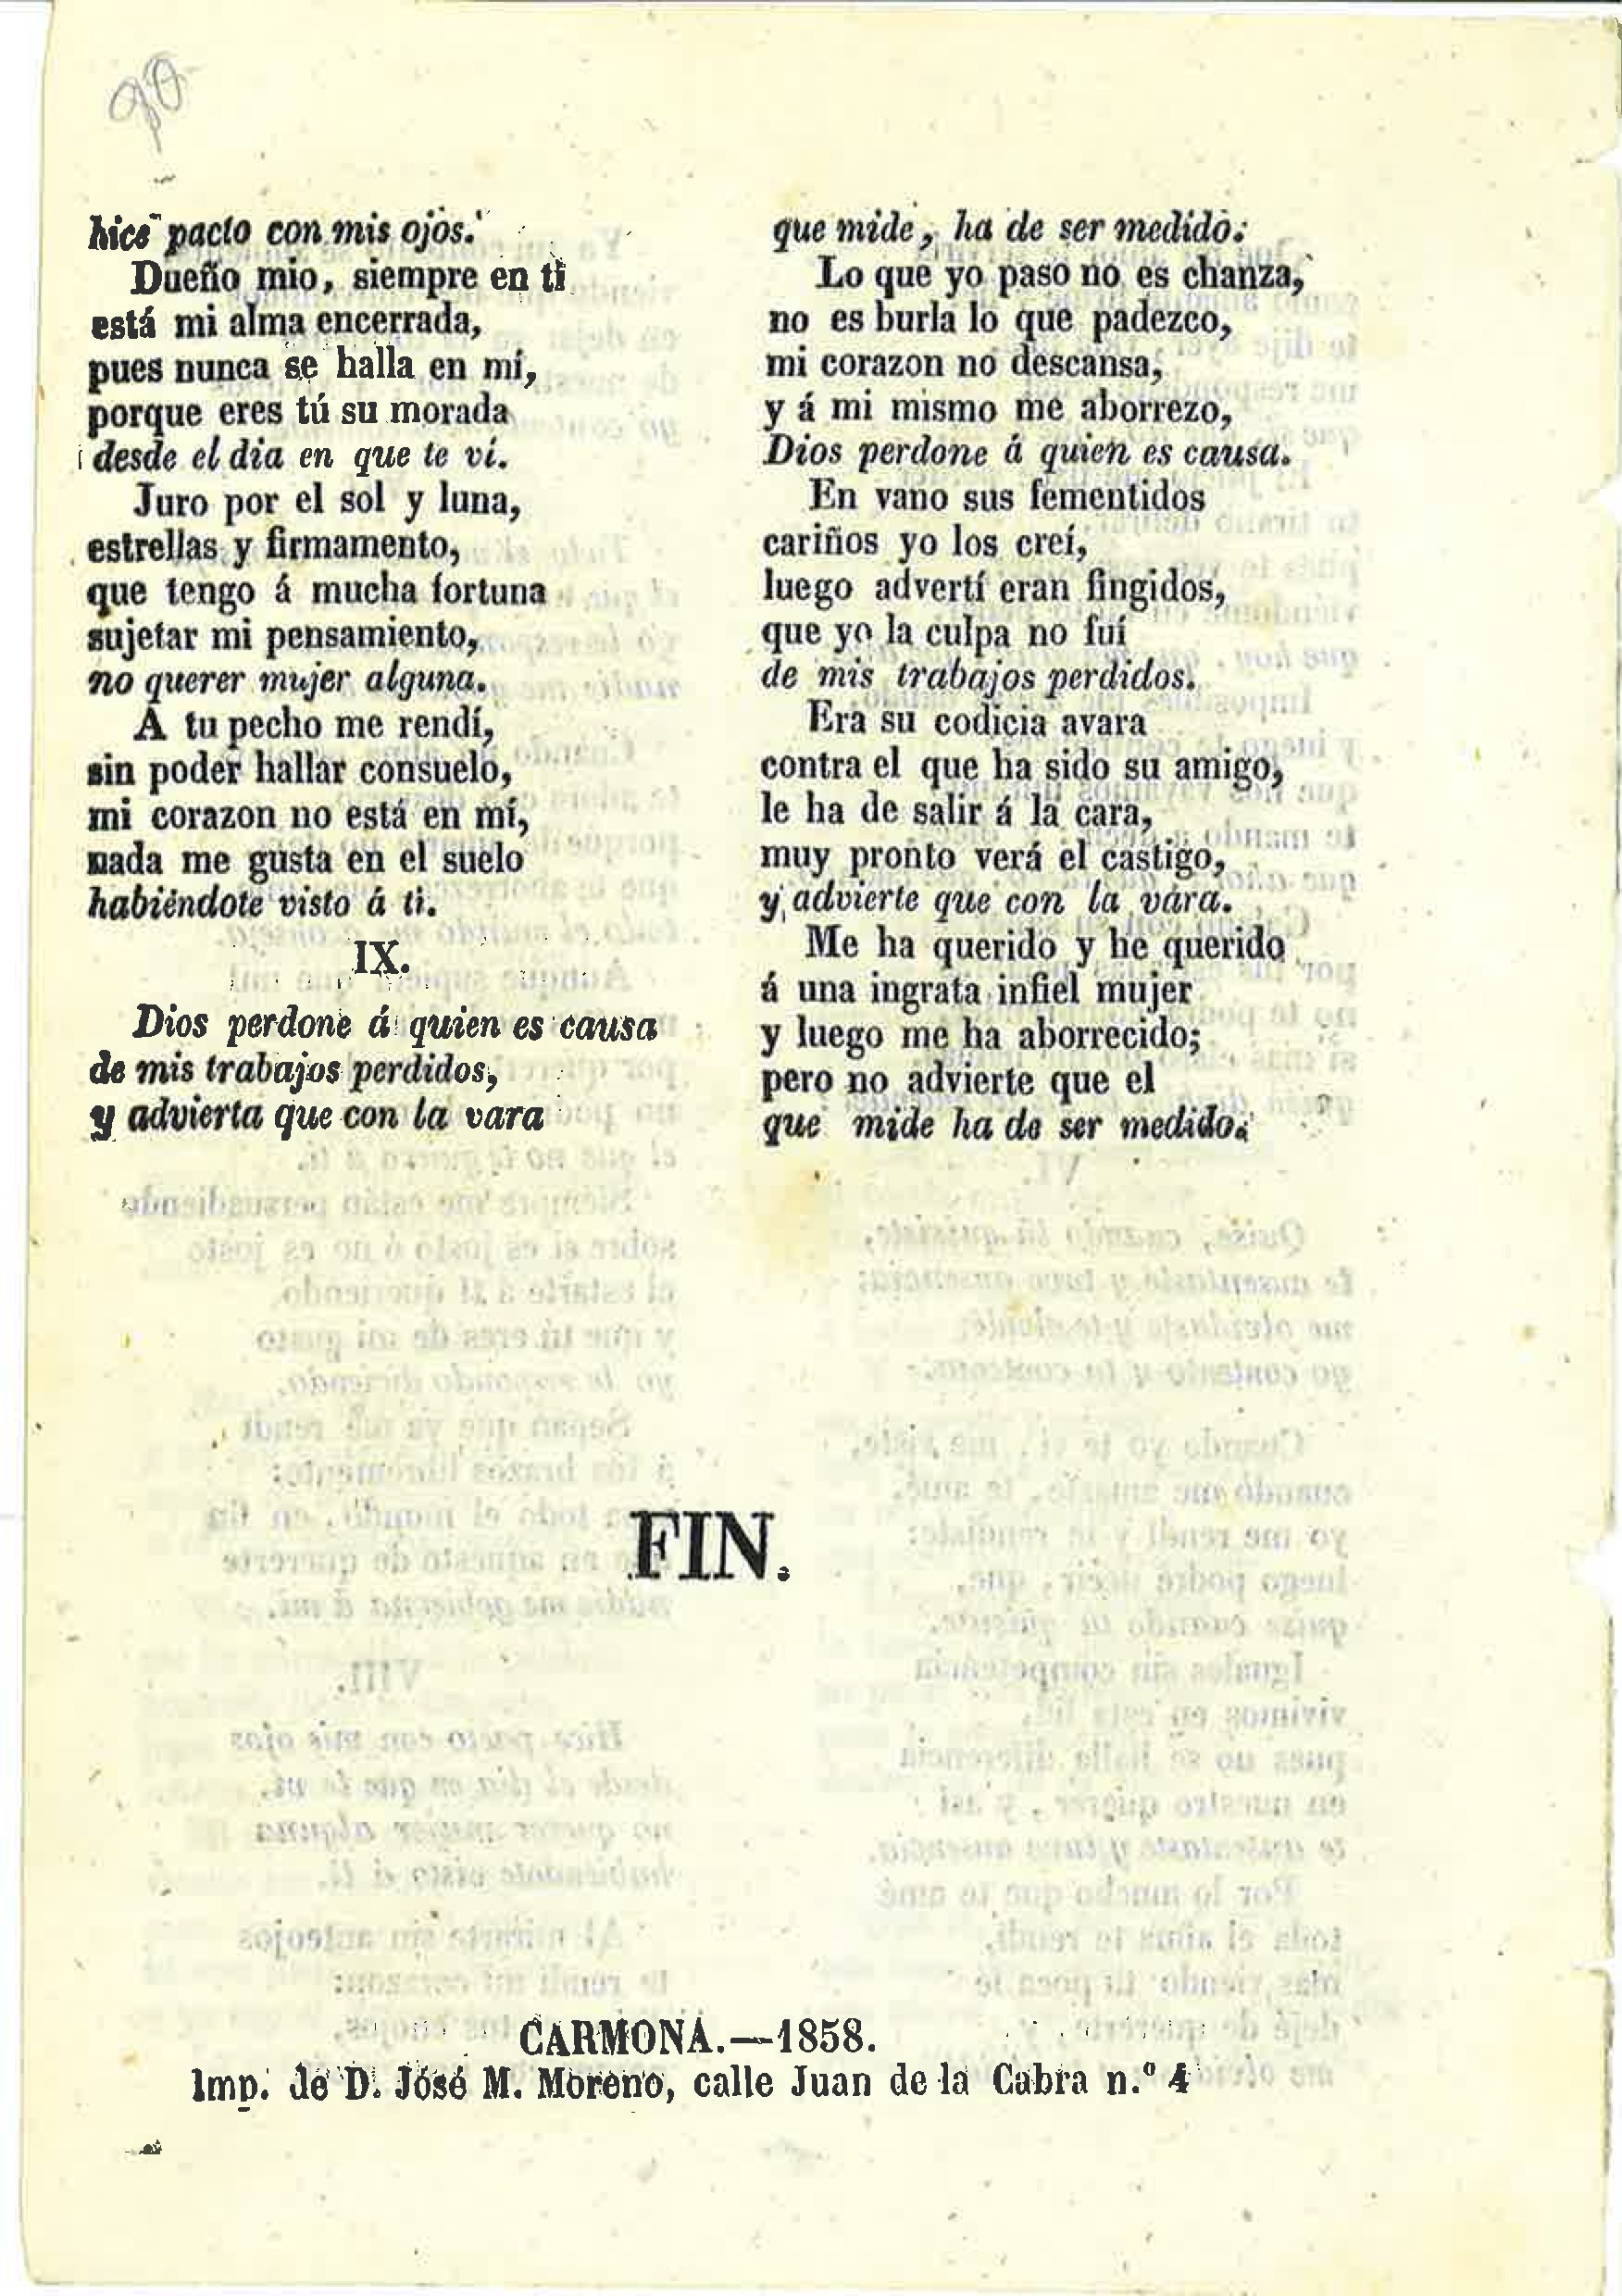 90
hice pacto con mis ojos.
Dueño mio, siempre en ti
está mi alma encerrada,
pues nunca se halla en mí,
porque eres tú su morada
desde el dia en que te ví.
Juro por el sol y luna,
estrellas y firmamento,
que tengo á mucha fortuna
sujetar mi pensamiento,
no querer mujer alguna.
A tu pecho me rendí,
sin poder hallar consuelo,
mi corazon no está en mí,
nada me gusta en el suelo
habiéndote visto á ti.
IX.
Dios perdone á quien es causa
de mis trabajos perdidos,
y advierta que con la vara
que mide, ha de ser medido.
Lo que yo paso no es chanza,
no es burla lo que padezco,
mi corazon no descansa,
y á mi mismo me aborrezo,
Dios perdone á quien es causa.
En vano sus fementidos
cariños yo los creí,
luego advertí eran fingidos,
que yo la culpa no fuí
de mis trabajos perdidos.
Era su codicia avara
contra el que ha sido su amigo,
le ha de salir á la cara,
muy pronto verá el castigo,
y advierte que con la vara.
Me ha querido y he querido
á una ingrata infiel mujer
y luego me ha aborrecido;
pero no advierte que el
que mide ha de ser medido.
FIN.
CARMONA.—1858.
Imp. de D. José M. Moreno, calle Juan de la Cabra n.º 4